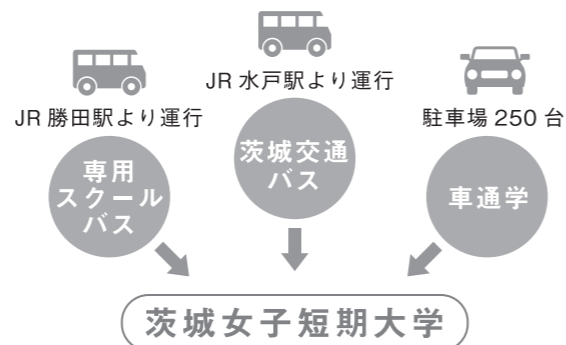 JR 勝田駅より運行
専用
スクール
バス
JR 水戸駅より運行
茨城交通
バス
駐車場 250 台
車通学
茨城女子短期大学